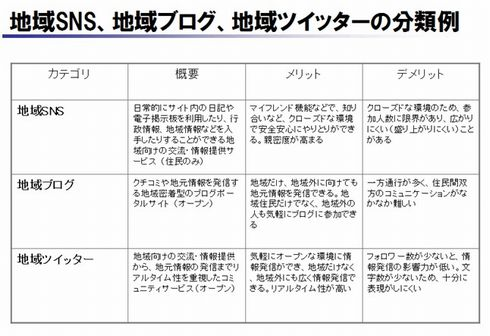 地域SNS、地域ブログ、地域ツイッターの分類例
カテゴリ
概要
メリット
デメリット
地域SNS
日常的にサイト内の日記や
電子掲示板を利用したり、行
政情報、地域情報などを入
手したりすることができる地
域向けの交流・情報提供サ
ービス（住民のみ）
マイフレンド機能などで、知り
合いなど、クローズドな環境
で安全安心にやりとりができ
る。親密度が高まる
クローズドな環境のため、参
加人数に限界があり、広がり
にくい（盛り上がりにくい）こと
がある
地域ブログ
クチコミや地元情報を発信す
る地域密着型のブログポー
タルサイト（オープン）
地域だけ、地域外に向けても
地元情報を発信できる。地
域住民だけでなく、地域外の
人も気軽にブログに参加でき
る
一方通行が多く、住民間双
方のコミュニケーションがな
かなか難しい
地域ツイッター
地域向けの交流・情報提供
から、地元情報の発信までリ
アルタイム性を重視したコミ
ュニティサービス（オープン）
気軽にオープンな環境に情
報発信ができ、地域だけなく、
地域外にも広く情報発信でき
る。リアルタイム性が高い
フォロワー数が少ないと、情
報発信の影響力が低い。文
字数が少ないため、十分に
表現がしにくい